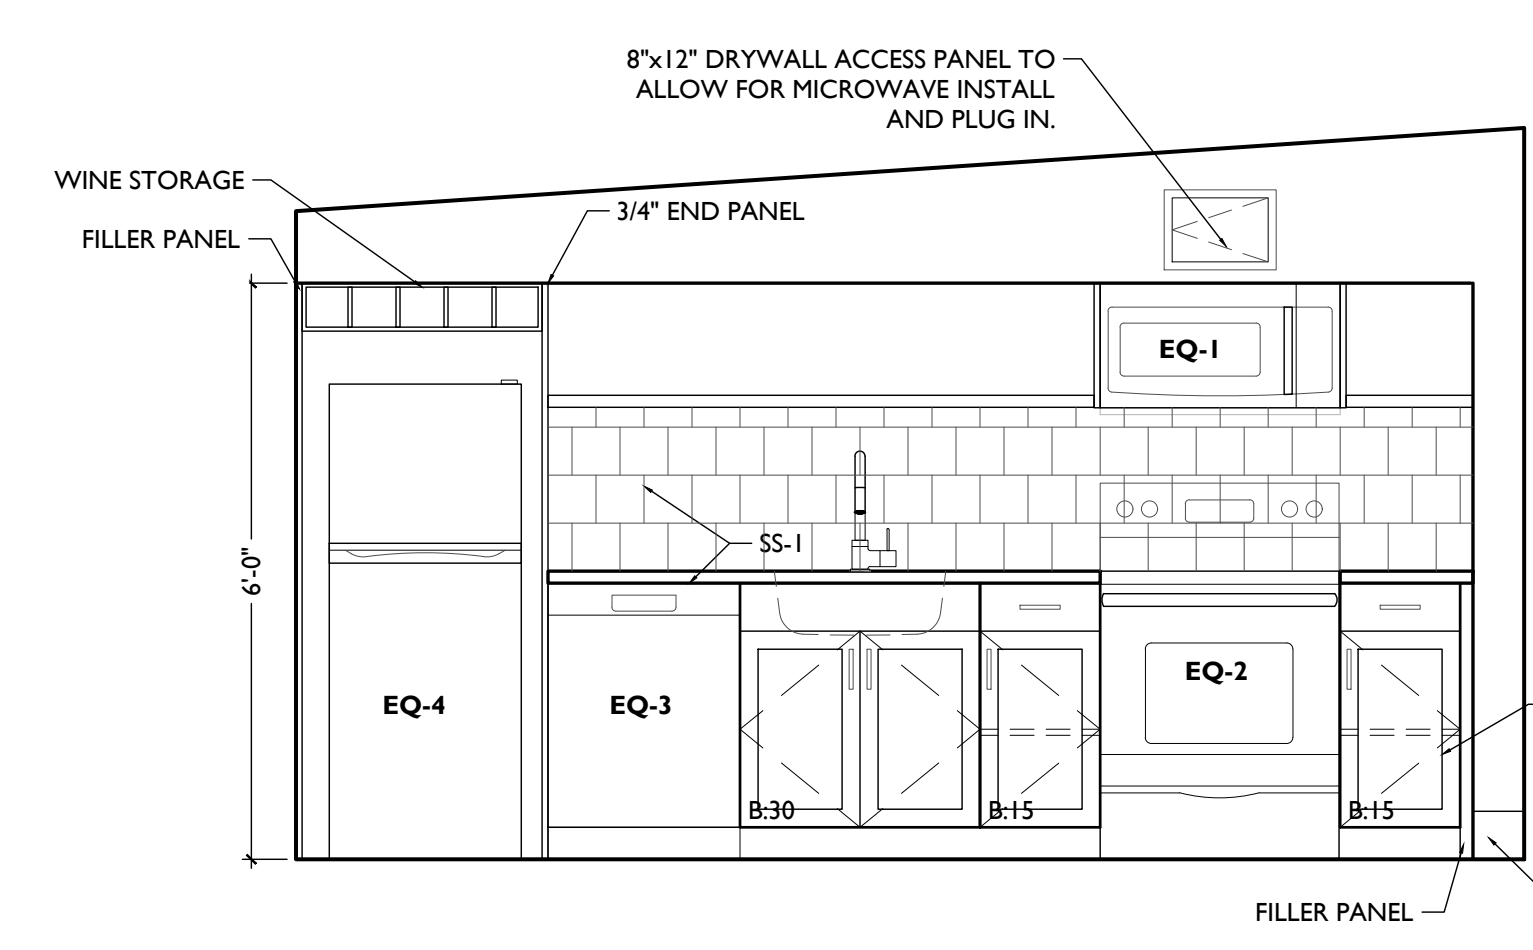 8"x12" DRYWALL ACCESS PANEL TO
ALLOW FOR MICROWAVE INSTALL
AND PLUG IN.
WINE STORAGE
3/4" END PANEL
FILLER PANEL
EQ-1
SS-1
6'-0"
EQ-2
EQ-4
EQ-3
B:30
B:15
B:15
FILLER PANEL